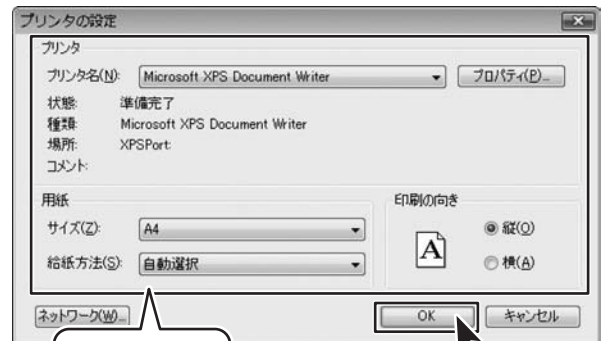 プリンタの設定
プリンタ
プリンタ名(N): Microsoft XPS Document Writer プロパティ(P)...
状態: 準備完了
種類: Microsoft XPS Document Writer
場所: XPSPort:
コメント:
用紙
サイズ(Z): A4
給紙方法(S): 自動選択
印刷の向き
A
縦(O)
横(A)
ネットワーク(W)... OK キャンセル